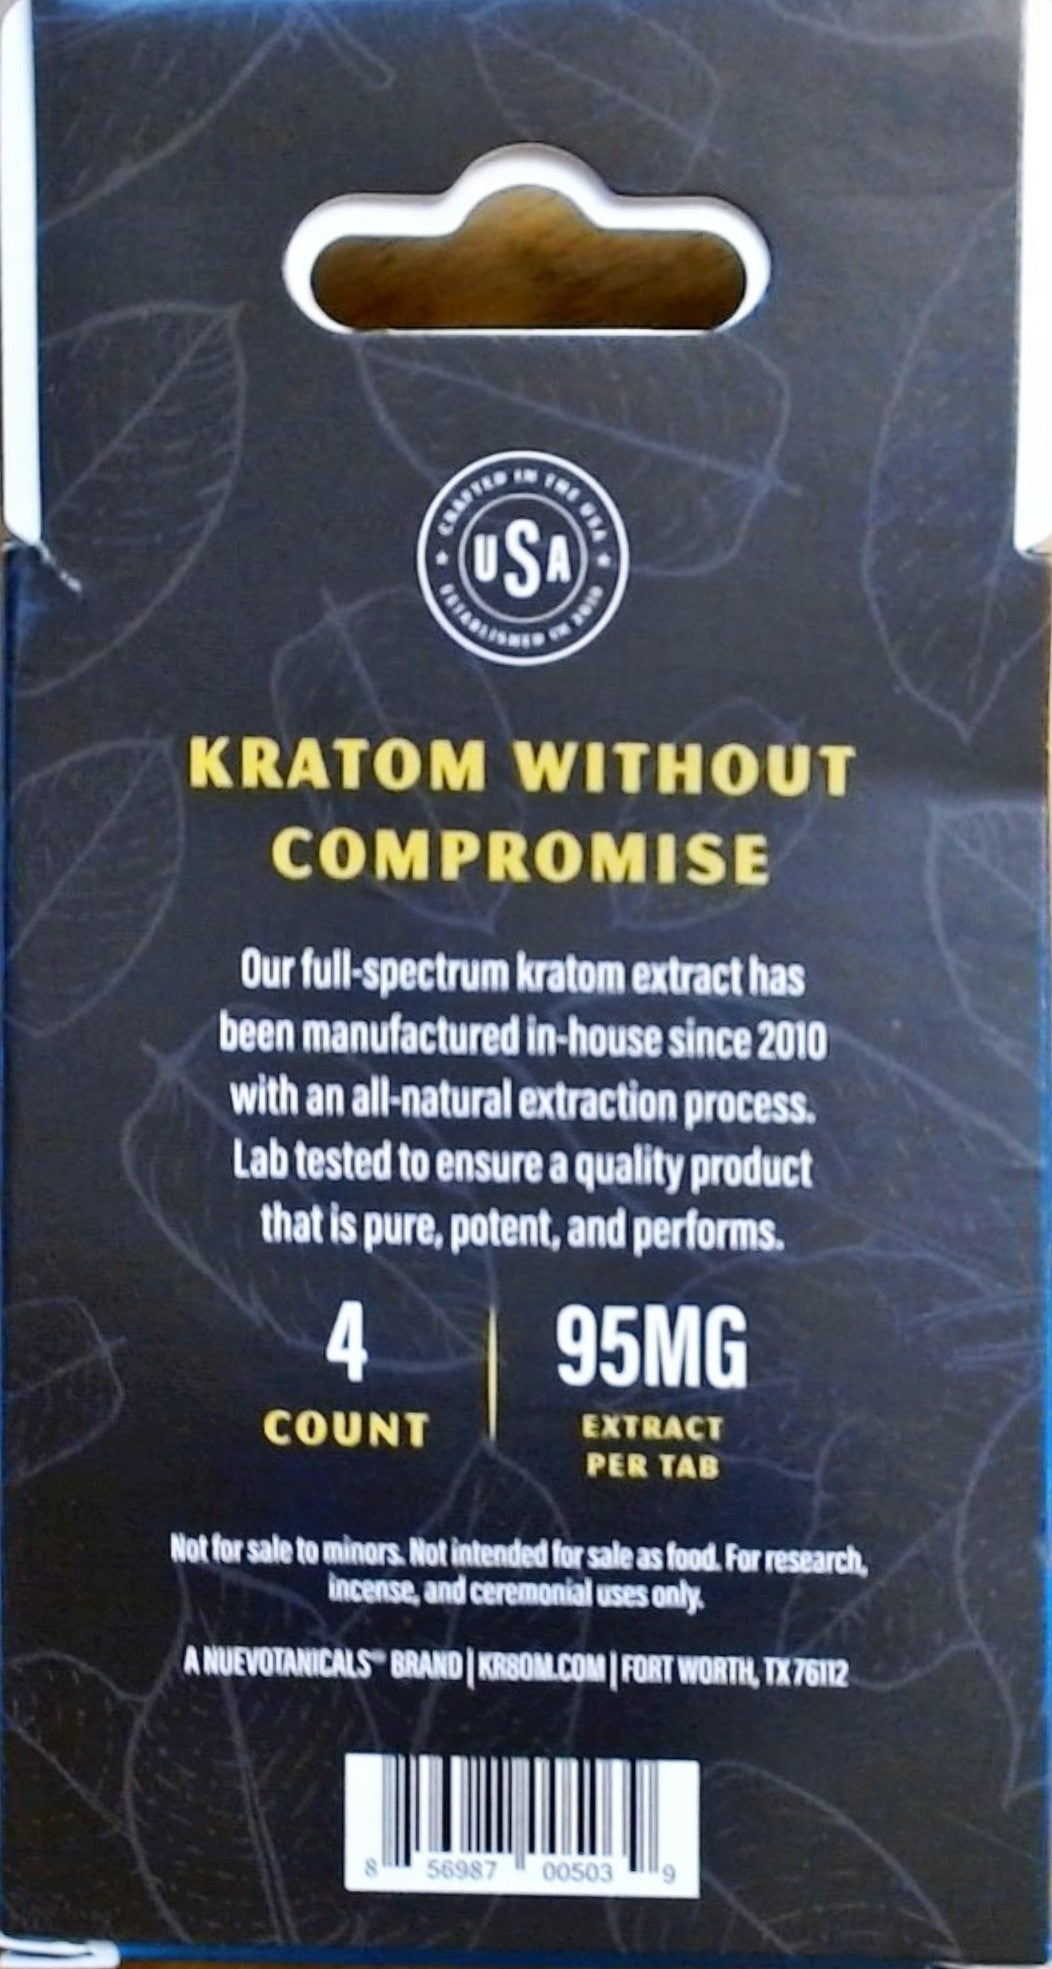 CRAFTED IN THE USA
USA
ESTABLISHED IN 2010
KRATOM WITHOUT
COMPROMISE
Our full-spectrum kratom extract has
been manufactured in-house since 2010
with an all-natural extraction process.
Lab tested to ensure a quality product
that is pure, potent, and performs.
4
COUNT
95MG
EXTRACT
PER TAB
Not for sale to minors. Not intended for sale as food. For research,
incense, and ceremonial uses only.
A NUEVOTANICALS™ BRAND | KR8OM.COM | FORT WORTH, TX 76112
8 56987 00503 9